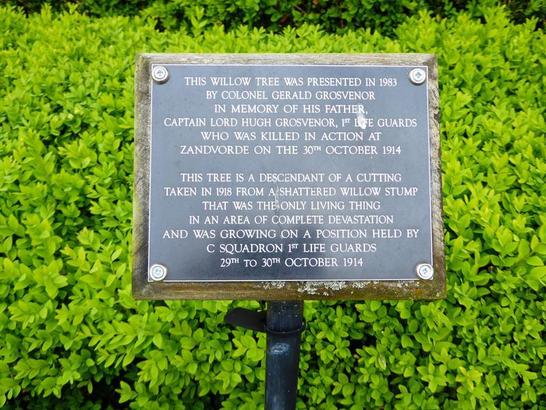 THIS WILLOW TREE WAS PRESENTED IN 1983
BY COLONEL GERALD GROSVENOR
IN MEMORY OF HIS FATHER,
CAPTAIN LORD HUGH GROSVENOR, 1ST LIFE GUARDS
WHO WAS KILLED IN ACTION AT
ZANDVORDE ON THE 30TH OCTOBER 1914
THIS TREE IS A DESCENDANT OF A CUTTING
TAKEN IN 1918 FROM A SHATTERED WILLOW STUMP
THAT WAS THE ONLY LIVING THING
IN AN AREA OF COMPLETE DEVASTATION
AND WAS GROWING ON A POSITION HELD BY
C SQUADRON 1ST LIFE GUARDS
29TH TO 30TH OCTOBER 1914